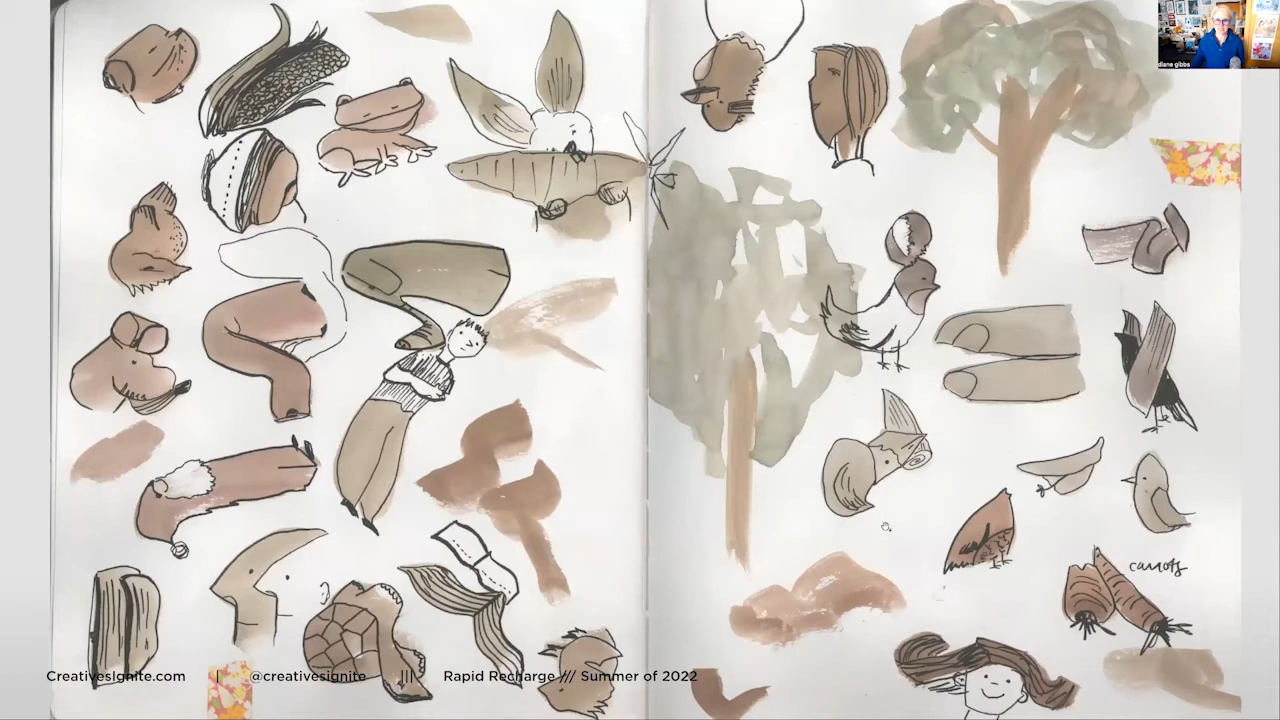 diane gibbs
carrots
CreativesIgnite.com | @creativesignite ||| Rapid Recharge /// Summer of 2022